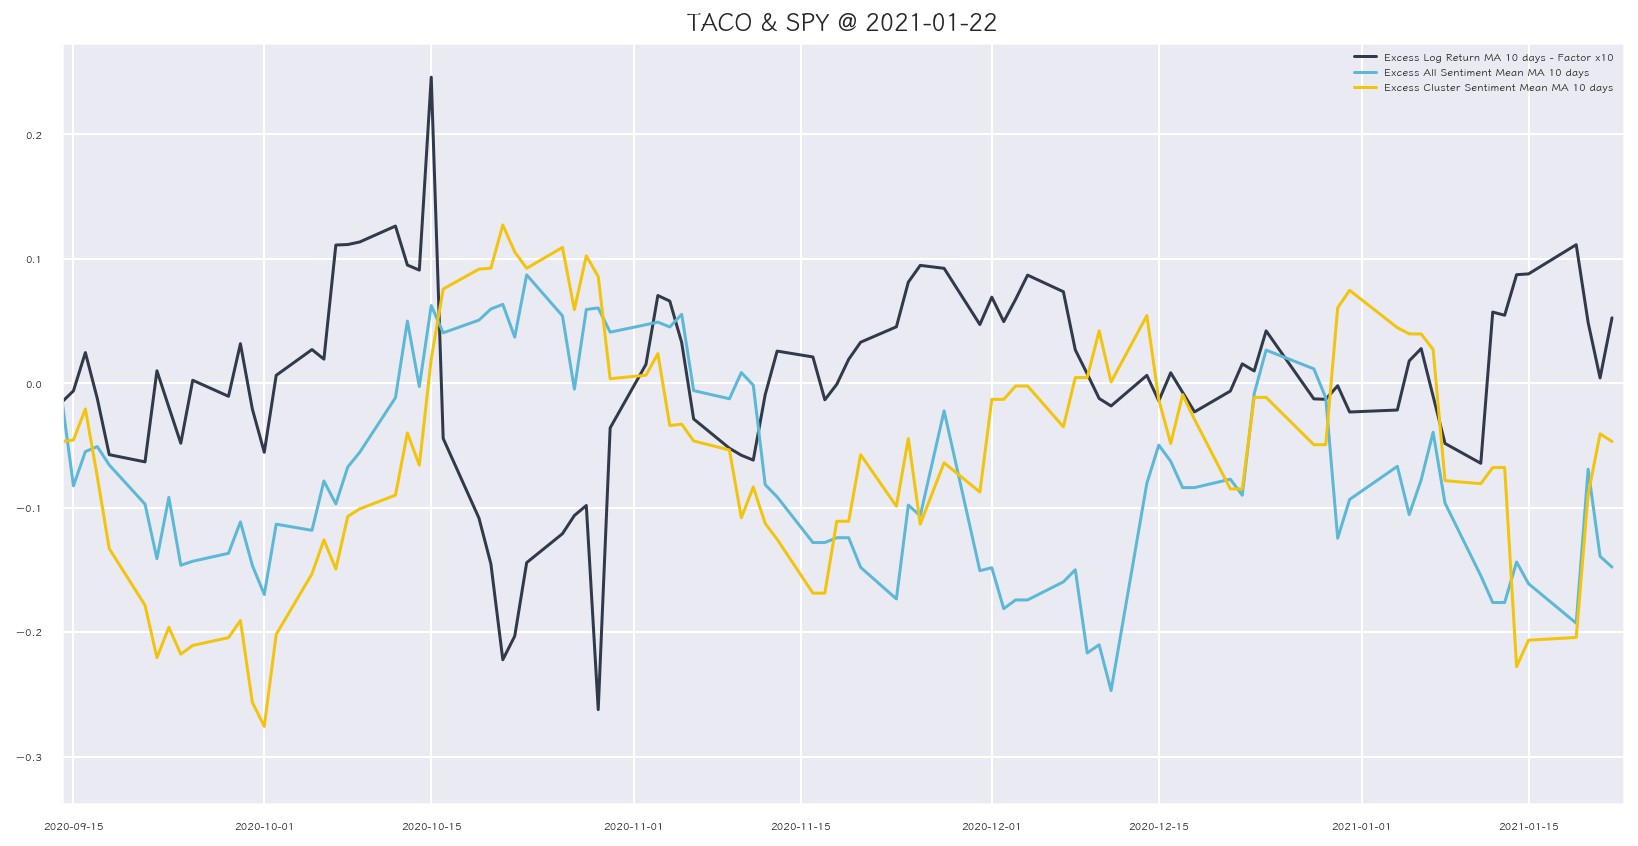 TACO & SPY @ 2021-01-22
Excess Log Return MA 10 days - Factor x10
Excess All Sentiment Mean MA 10 days
Excess Cluster Sentiment Mean MA 10 days
0.2
0.1
0.0
−0.1
−0.2
−0.3
2020-09-15 2020-10-01 2020-10-15 2020-11-01 2020-11-15 2020-12-01 2020-12-15 2021-01-01 2021-01-15